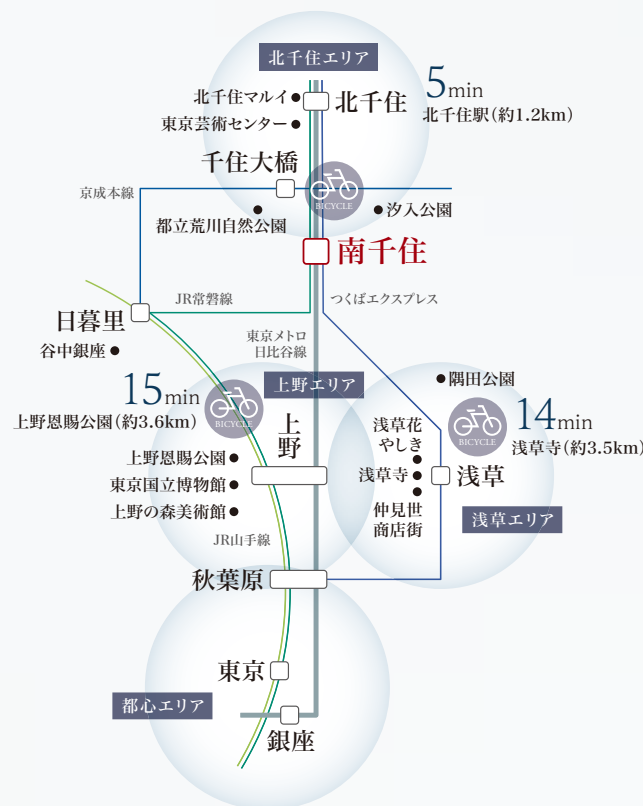 北千住エリア
5min
北千住駅(約1.2km)
北千住マルイ
北千住
東京芸術センター
千住大橋
京成本線
BICYCLE
汐入公園
都立荒川自然公園
南千住
JR常磐線
つくばエクスプレス
日暮里
東京メトロ
日比谷線
谷中銀座
15min
上野恩賜公園(約3.6km)
BICYCLE
上野エリア
隅田公園
14min
浅草寺(約3.5km)
BICYCLE
上野
浅草花
やしき
上野恩賜公園
東京国立博物館
上野の森美術館
浅草寺
浅草
仲見世
商店街
浅草エリア
JR山手線
秋葉原
東京
都心エリア
銀座